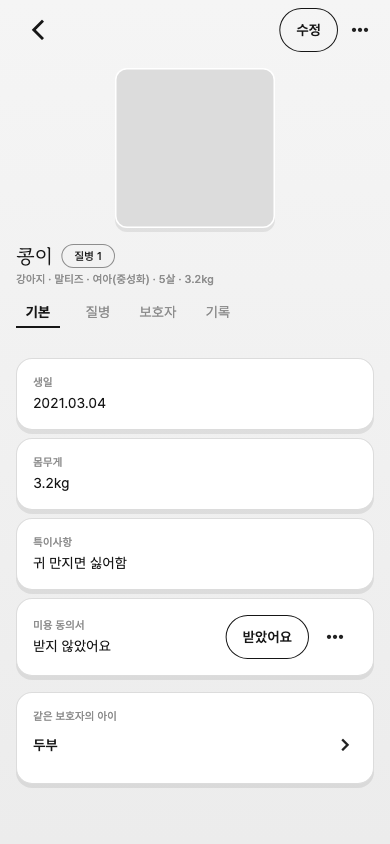 수정
콩이
질병 1
강아지 · 말티즈 · 여아(중성화) · 5살 · 3.2kg
기본 질병 보호자 기록
생일
2021.03.04
몸무게
3.2kg
특이사항
귀 만지면 싫어함
미용 동의서
받지 않았어요
받았어요
같은 보호자의 아이
두부